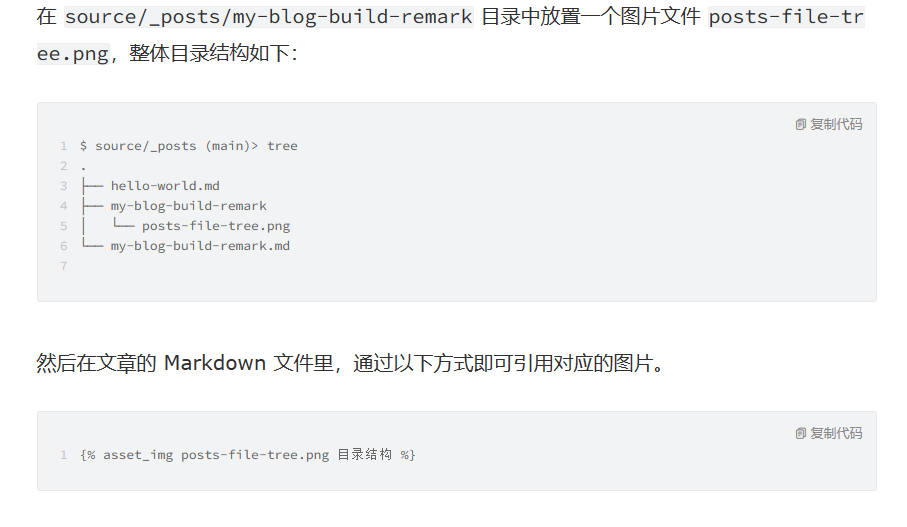 在 source/_posts/my-blog-build-remark 目录中放置一个图片文件 posts-file-tr
ee.png，整体目录结构如下：
复制代码
1 $ source/_posts (main)> tree
2 .
3 ├── hello-world.md
4 ├── my-blog-build-remark
5 │   └── posts-file-tree.png
6 └── my-blog-build-remark.md
7
然后在文章的 Markdown 文件里，通过以下方式即可引用对应的图片。
复制代码
1 {% asset_img posts-file-tree.png 目录结构 %}